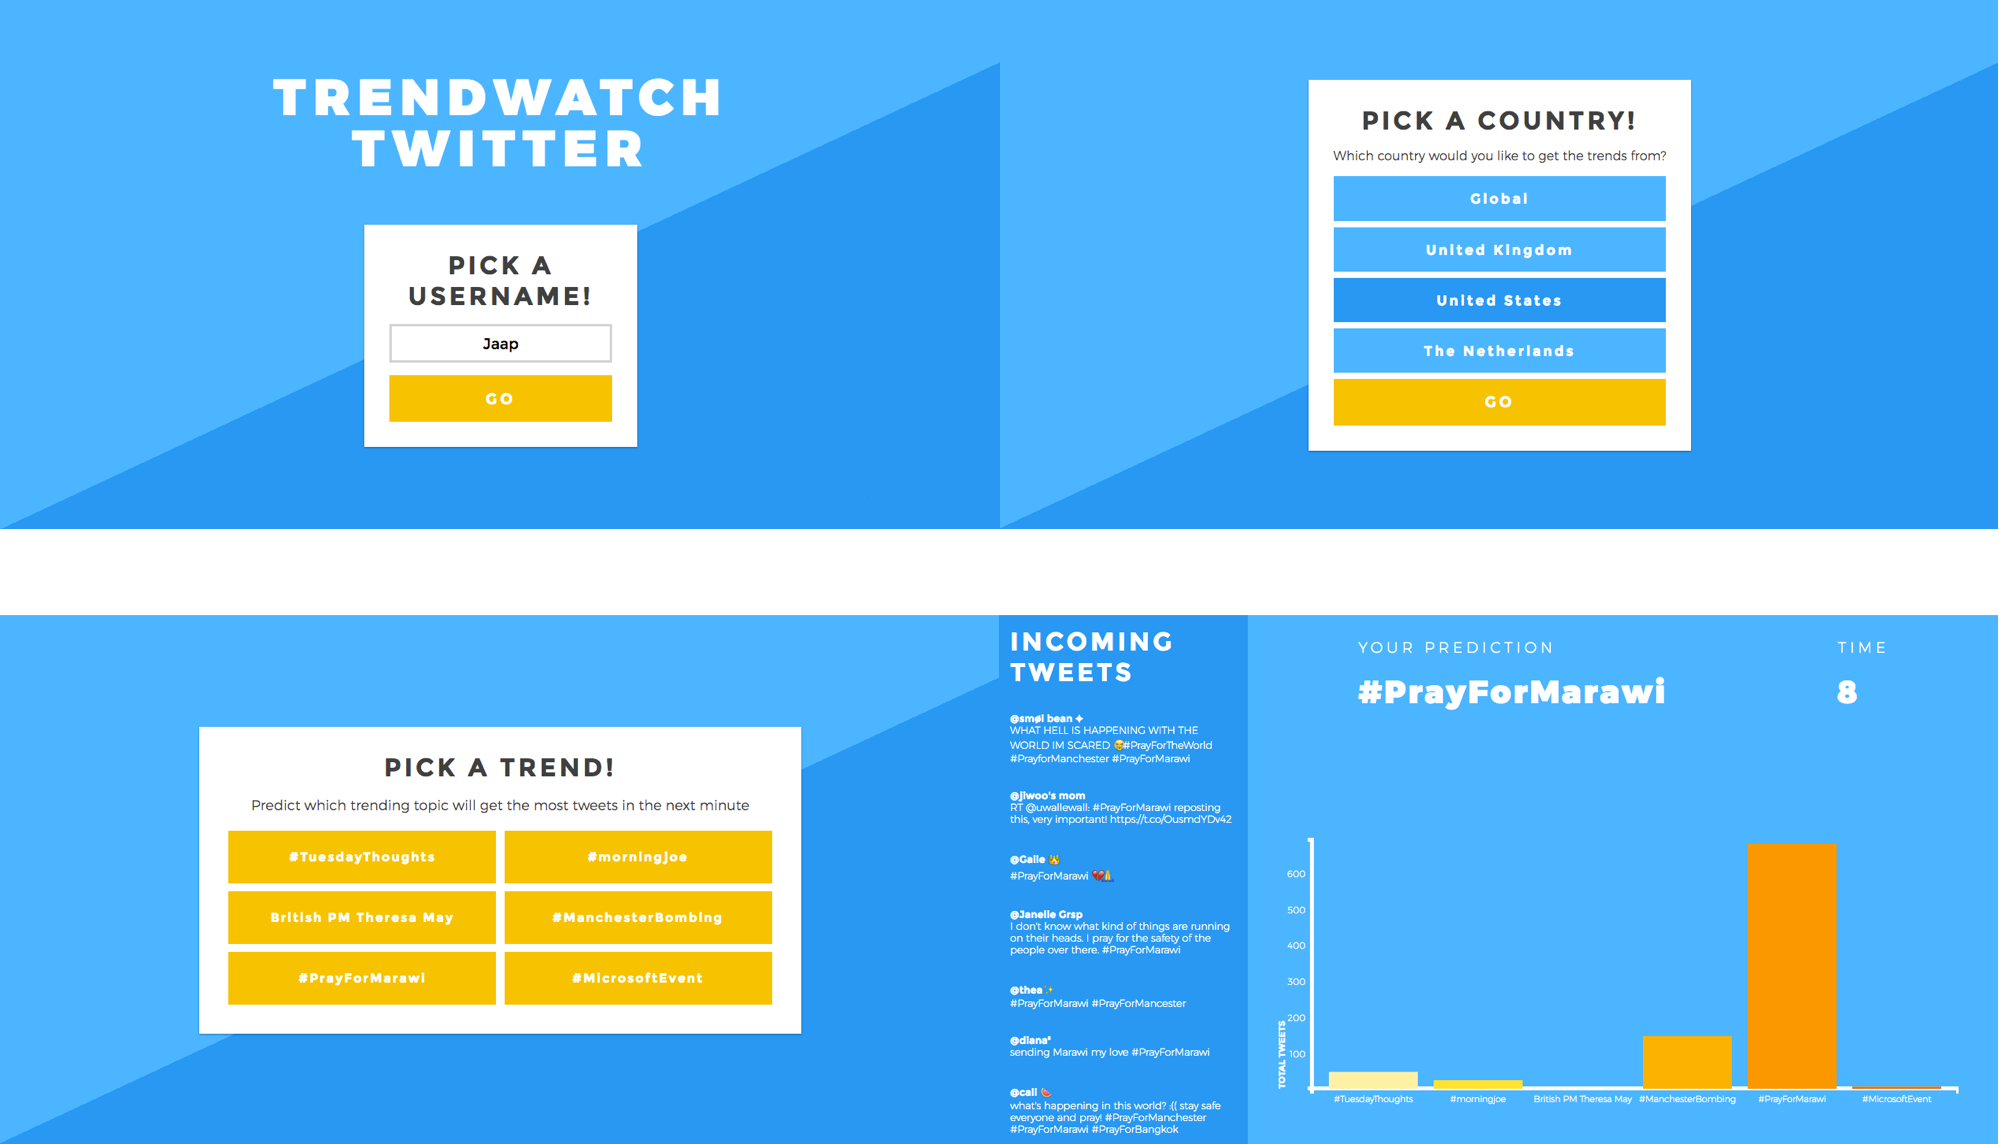 TRENDWATCH
TWITTER
PICK A
USERNAME!
Jaap
GO
PICK A COUNTRY!
Which country would you like to get the trends from?
Global
United Kingdom
United States
The Netherlands
GO
PICK A TREND!
Predict which trending topic will get the most tweets in the next minute
#TuesdayThoughts
#morningjoe
British PM Theresa May
#ManchesterBombing
#PrayForMarawi
#MicrosoftEvent
INCOMING
TWEETS
@smøl bean ✦
WHAT HELL IS HAPPENING WITH THE
WORLD IM SCARED #PrayForTheWorld
#PrayforManchester #PrayForMarawi
@jiwoo's mom
RT @uwallewall: #PrayForMarawi reposting
this, very important! https://t.co/OusmdYDv42
@Galle
#PrayForMarawi 💔🙏
@Janelle Grsp
I don't know what kind of things are running
on their heads. I pray for the safety of the
people over there. #PrayForMarawi
@thea✨
#PrayForMarawi #PrayForMancester
@diana⁸
sending Marawi my love #PrayForMarawi
@call 🍉
what's happening in this world? :(( stay safe
everyone and pray! #PrayForManchester
#PrayForMarawi #PrayForBangkok
YOUR PREDICTION
#PrayForMarawi
TIME
8
600
500
400
300
200
100
TOTAL TWEETS
#TuesdayThoughts
#morningjoe
British PM Theresa May
#ManchesterBombing
#PrayForMarawi
#MicrosoftEvent